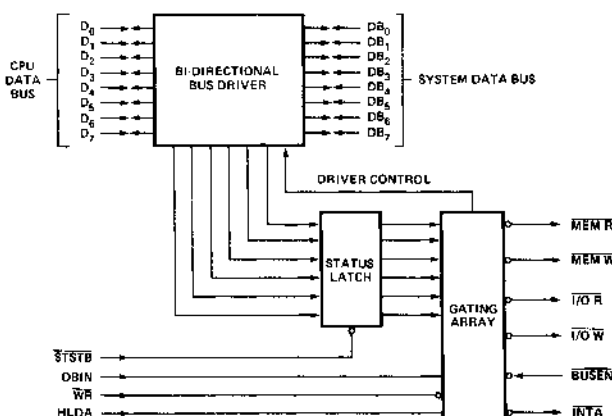 D0 DB0
D1 DB1
D2 DB2
D3 DB3
D4 DB4
D5 DB5
D6 DB6
D7 DB7
CPU
DATA
BUS
BI-DIRECTIONAL
BUS DRIVER
SYSTEM DATA BUS
DRIVER CONTROL
STATUS
LATCH
GATING
ARRAY
MEM R
MEM W
I/O R
I/O W
BUSEN
INTA
STSTB
DBIN
WR
HLDA